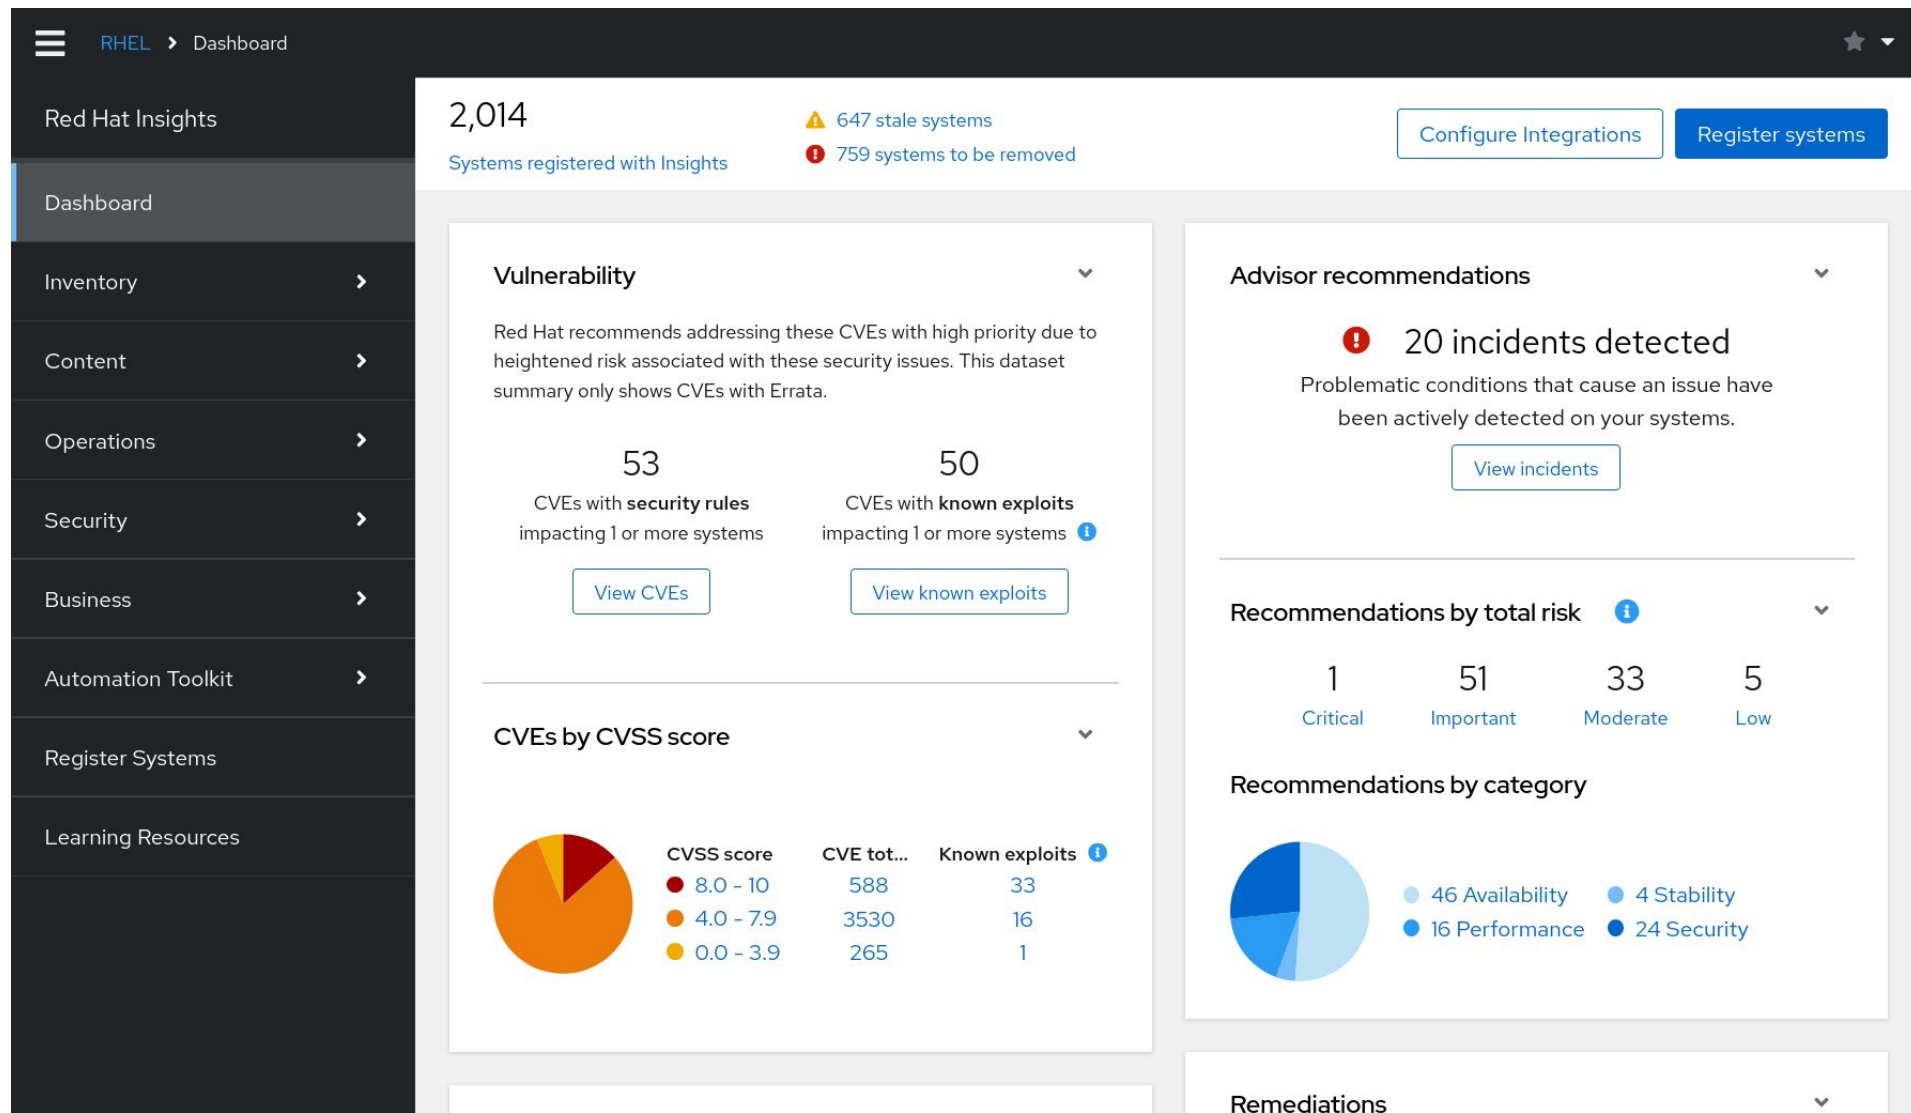 RHEL > Dashboard
Red Hat Insights
Dashboard
Inventory
Content
Operations
Security
Business
Automation Toolkit
Register Systems
Learning Resources
2,014
Systems registered with Insights
647 stale systems
759 systems to be removed
Configure Integrations
Register systems
Vulnerability
Red Hat recommends addressing these CVEs with high priority due to
heightened risk associated with these security issues. This dataset
summary only shows CVEs with Errata.
53
CVEs with security rules
impacting 1 or more systems
View CVEs
50
CVEs with known exploits
impacting 1 or more systems
View known exploits
CVEs by CVSS score
CVSS score CVE tot... Known exploits
8.0 - 10 588 33
4.0 - 7.9 3530 16
0.0 - 3.9 265 1
Advisor recommendations
20 incidents detected
Problematic conditions that cause an issue have
been actively detected on your systems.
View incidents
Recommendations by total risk
1 51 33 5
Critical Important Moderate Low
Recommendations by category
46 Availability 4 Stability
16 Performance 24 Security
Remediations